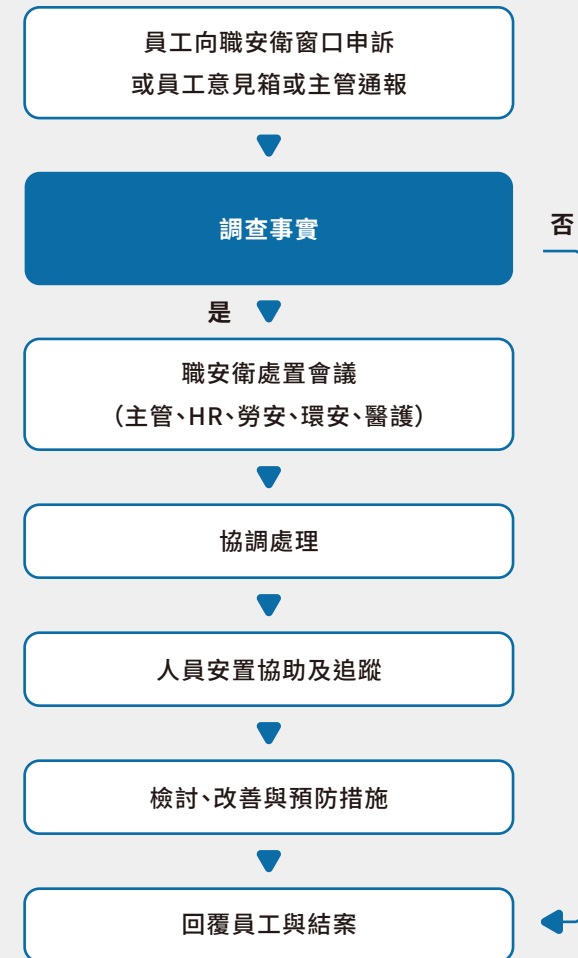 員工向職安衛窗口申訴
或員工意見箱或主管通報
調查事實
否
是
職安衛處置會議
（主管、HR、勞安、環安、醫護）
協調處理
人員安置協助及追蹤
檢討、改善與預防措施
回覆員工與結案